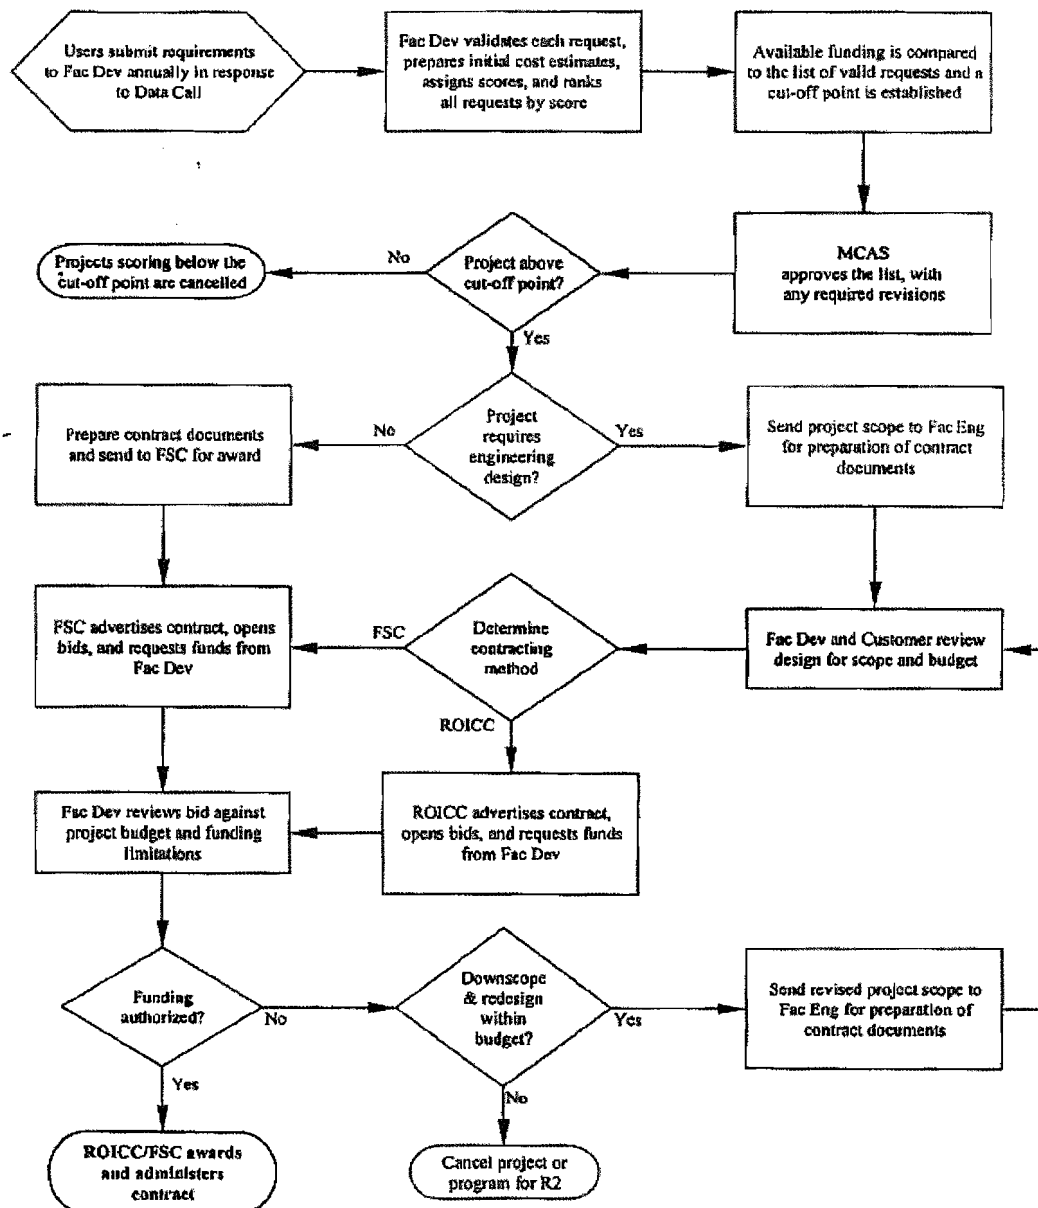 Users submit requirements
to Fac Dev annually in response
to Data Call
Fac Dev validates each request,
prepares initial cost estimates,
assigns scores, and ranks
all requests by score
Available funding is compared
to the list of valid requests and a
cut-off point is established
Projects scoring below the
cut-off point are cancelled
No
Project above
cut-off point?
MCAS
approves the list, with
any required revisions
Yes
Prepare contract documents
and send to FSC for award
No
Project
requires
engineering
design?
Yes
Send project scope to Fac Eng
for preparation of contract
documents
FSC advertises contract, opens
bids, and requests funds from
Fac Dev
FSC
Determine
contracting
method
Fac Dev and Customer review
design for scope and budget
ROICC
Fac Dev reviews bid against
project budget and funding
limitations
ROICC advertises contract,
opens bids, and requests funds
from Fac Dev
Funding
authorized?
No
Downscope
& redesign
within
budget?
Yes
Send revised project scope to
Fac Eng for preparation of
contract documents
Yes
No
ROICC/FSC awards
and administers
contract
Cancel project or
program for R2